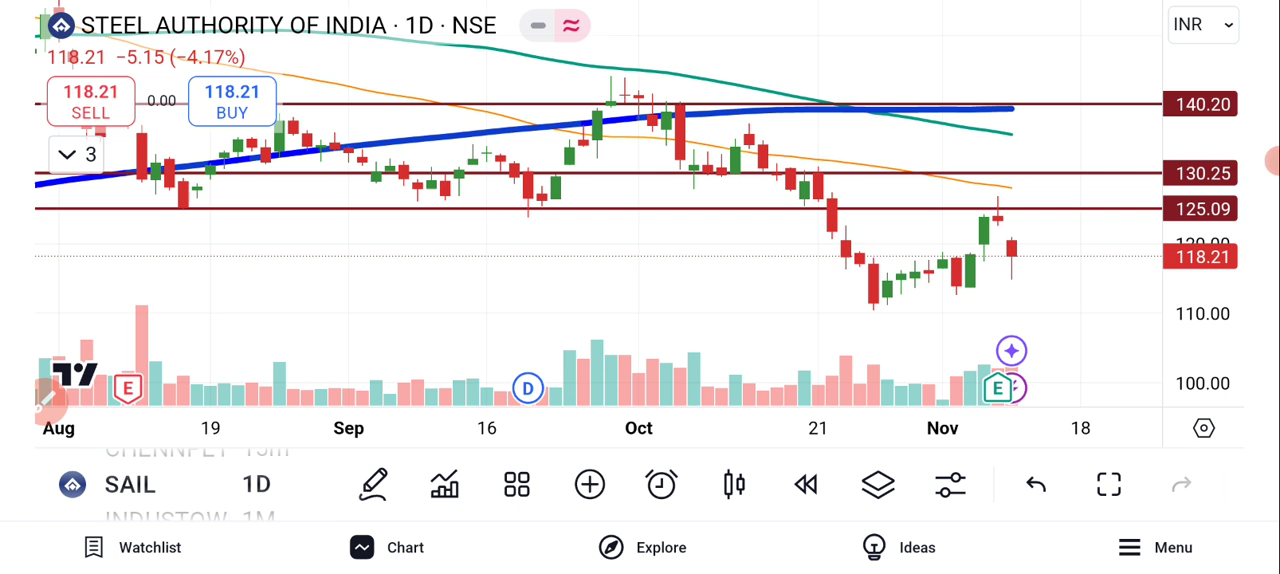 STEEL AUTHORITY OF INDIA · 1D · NSE
INR
118.21 −5.15 (−4.17%)
118.21
SELL
0.00
118.21
BUY
3
140.20
130.25
125.09
118.21
110.00
100.00
E
D
E
Aug
19
Sep
16
Oct
21
Nov
18
SAIL 1D
Watchlist
Chart
Explore
Ideas
Menu